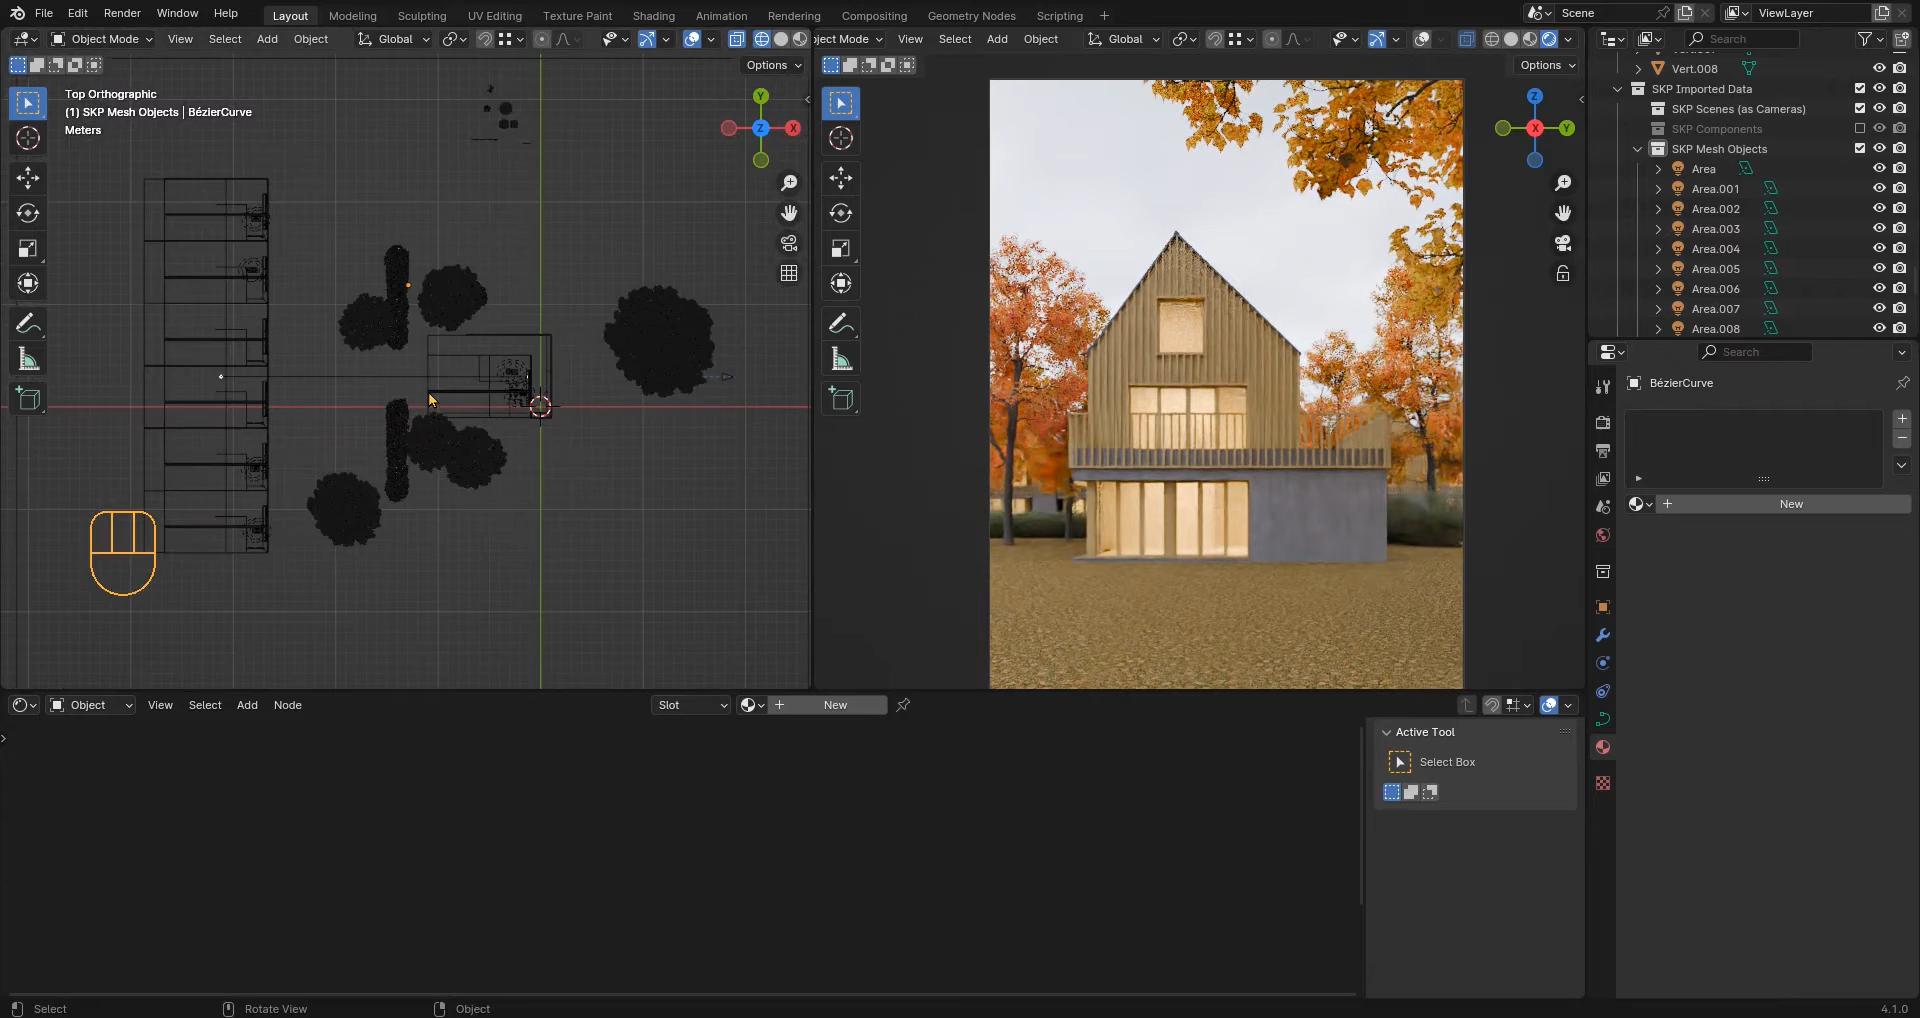 File Edit Render Window Help Layout Modeling Sculpting UV Editing Texture Paint Shading Animation Rendering Compositing Geometry Nodes Scripting + Scene ViewLayer
Object Mode View Select Add Object Global ject Mode View Select Add Object Global Search
Options Options
Vert.008
SKP Imported Data
Top Orthographic
(1) SKP Mesh Objects | BézierCurve
Meters
Y
Z
X
Z
X
Y
SKP Scenes (as Cameras)
SKP Components
SKP Mesh Objects
Area
Area.001
Area.002
Area.003
Area.004
Area.005
Area.006
Area.007
Area.008
Search
BézierCurve
New
Object View Select Add Node Slot New
Active Tool
Select Box
Select Rotate View Object 4.1.0